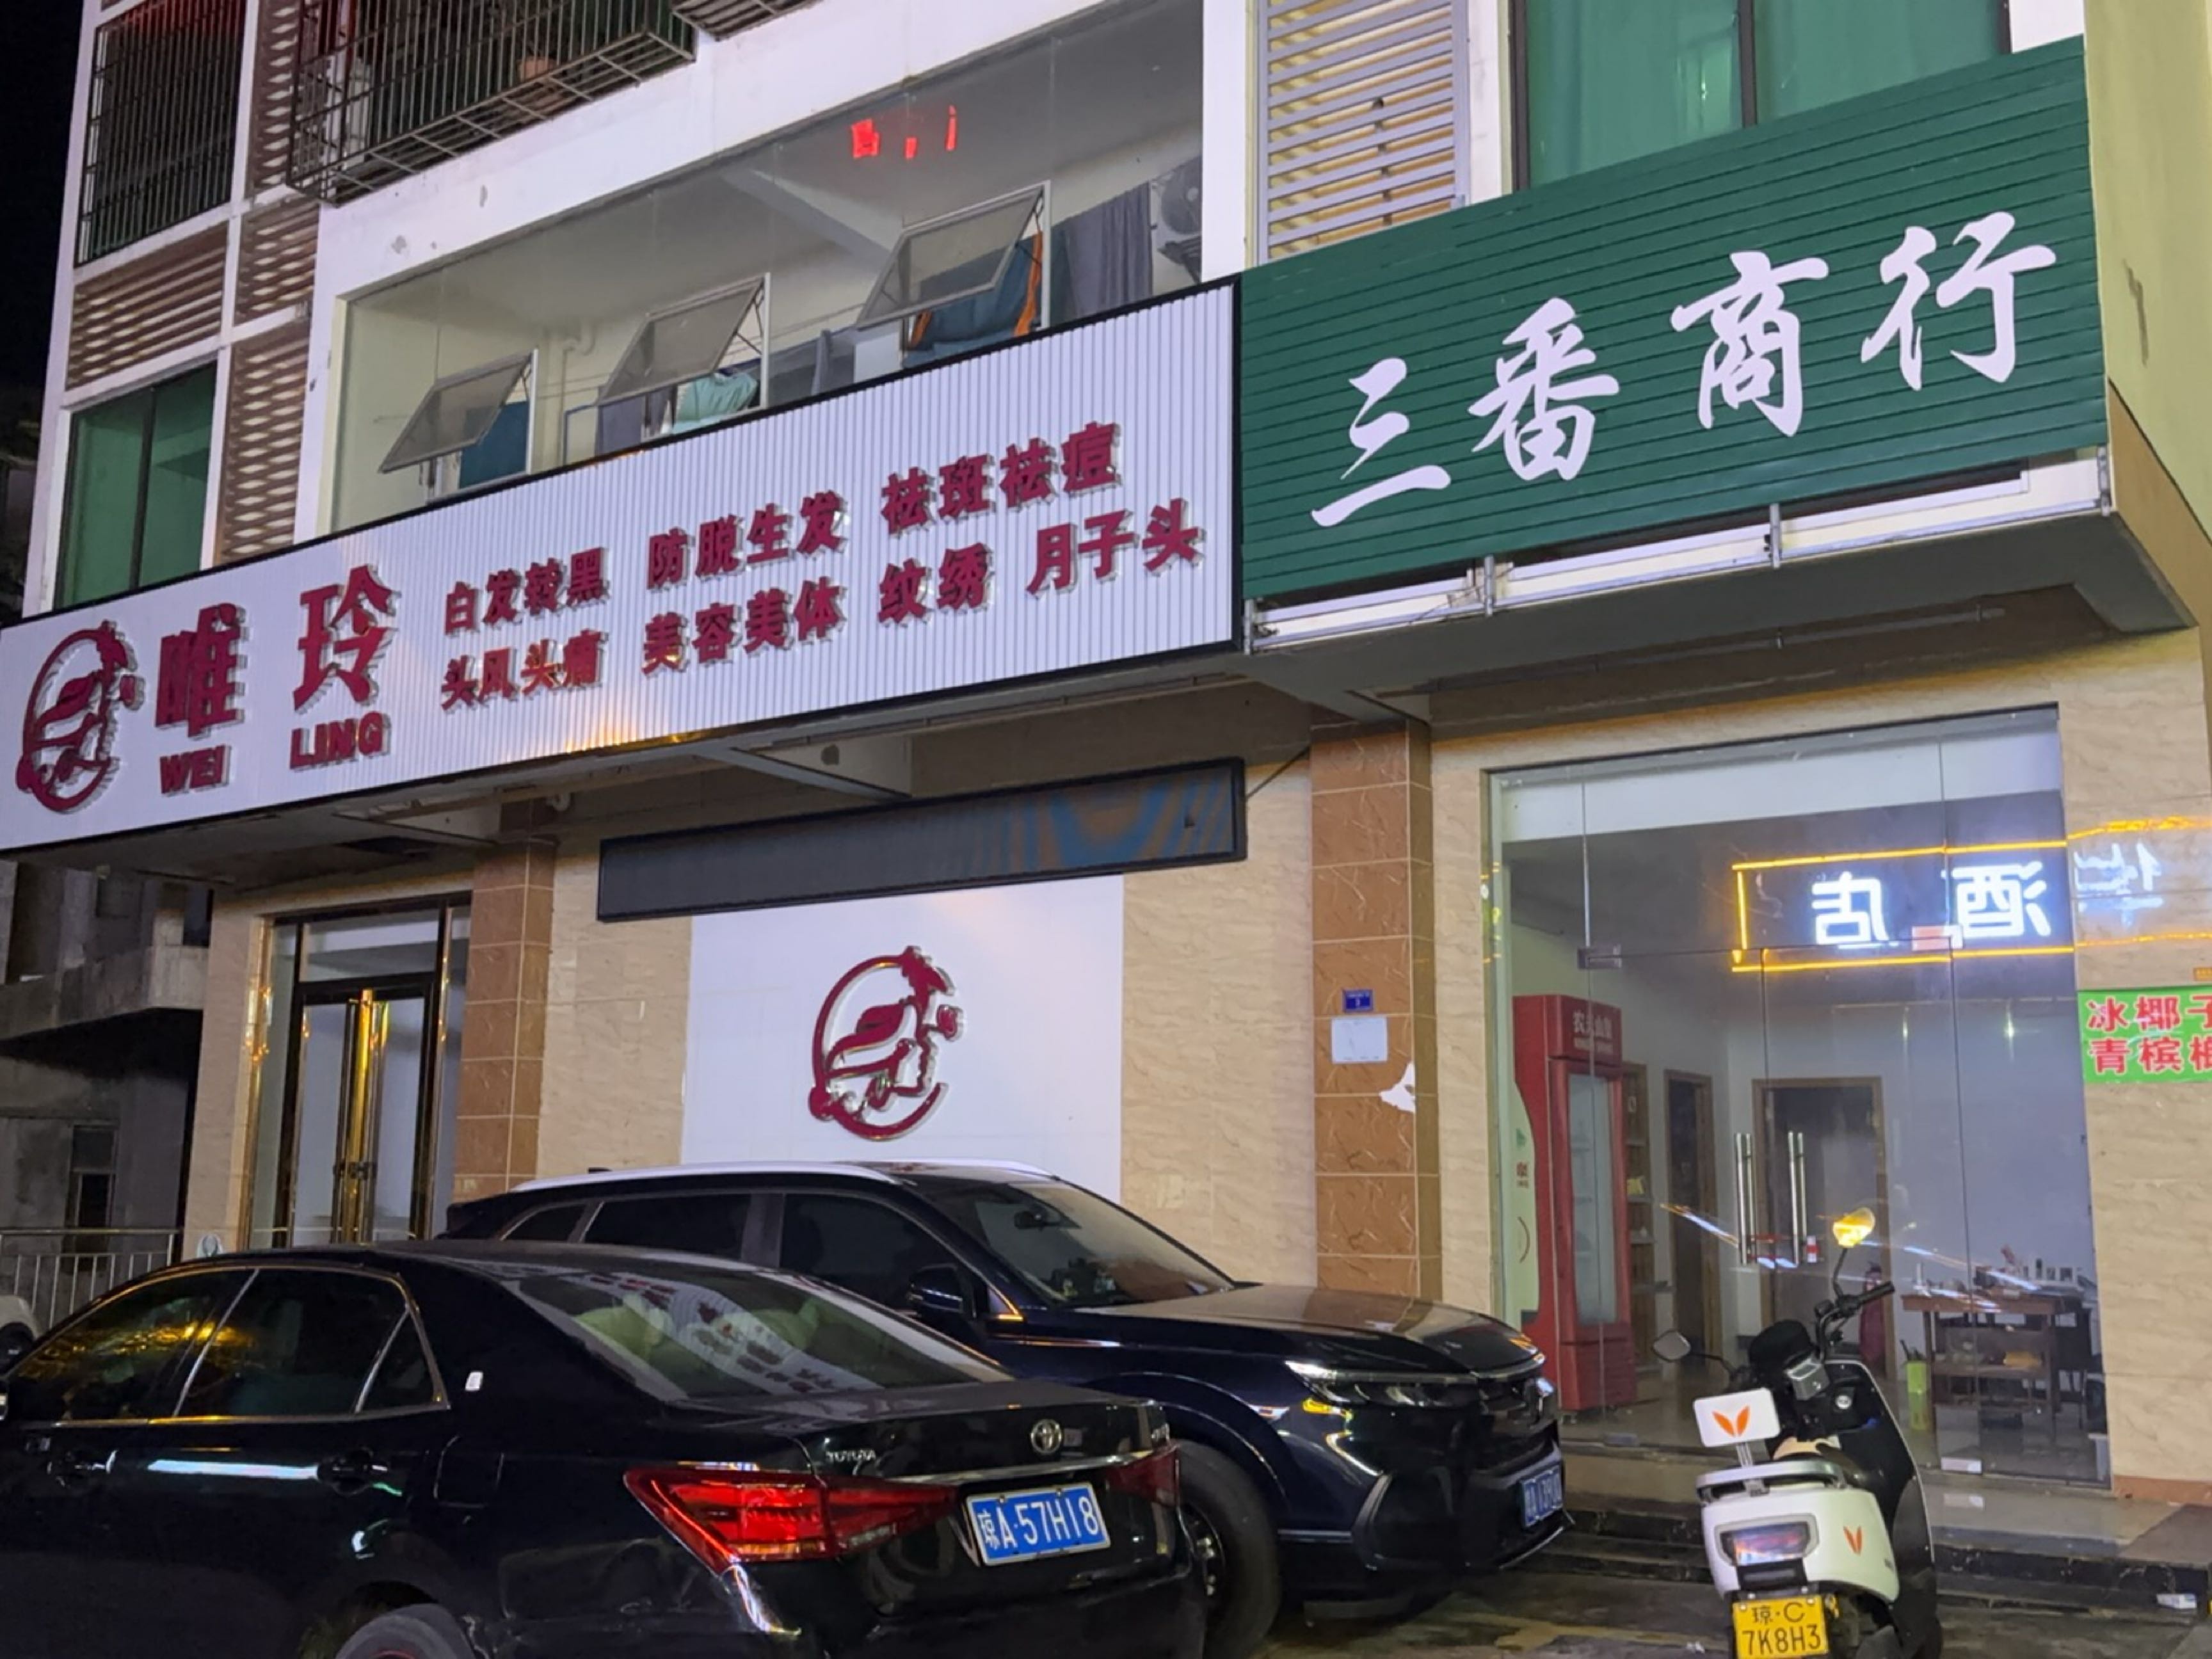 三番商行
唯玲
WEI LING
白发转黑 防脱生发 祛斑祛痘
头风头痛 美容美体 纹绣 月子头
酒店
冰椰子
青槟榔
TOYOTA
琼A·57H18
琼·C
7K8H3